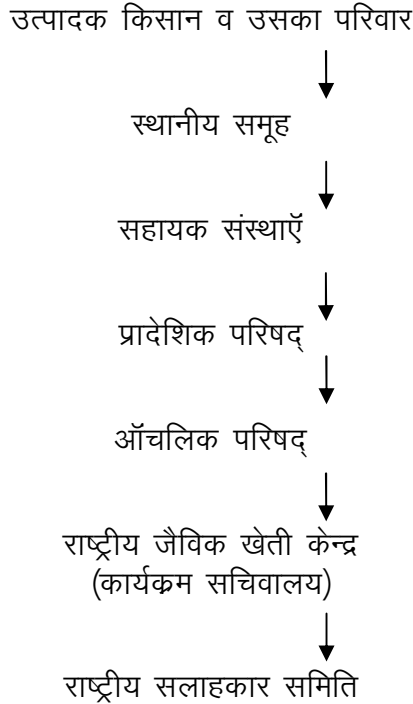 उत्पादक किसान व उसका परिवार
स्थानीय समूह
सहायक संस्थाऍ
प्रादेशिक परिषद्
ऑचलिक परिषद्
राष्ट्रीय जैविक खेती केन्द्र
(कार्यक्रम सचिवालय)
राष्ट्रीय सलाहकार समिति